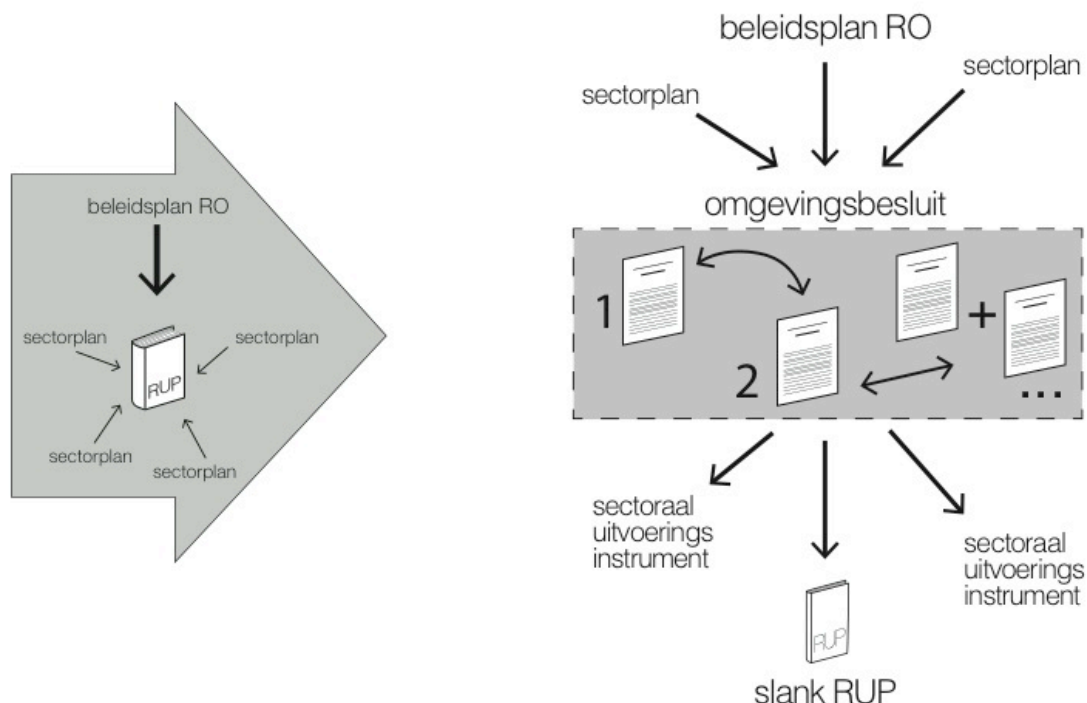 beleidsplan RO
sectorplan
sectorplan
RUP
sectorplan
sectorplan
beleidsplan RO
sectorplan
sectorplan
omgevingsbesluit
1
2
+
...
sectoraal
uitvoerings
instrument
sectoraal
uitvoerings
instrument
RUP
slank RUP